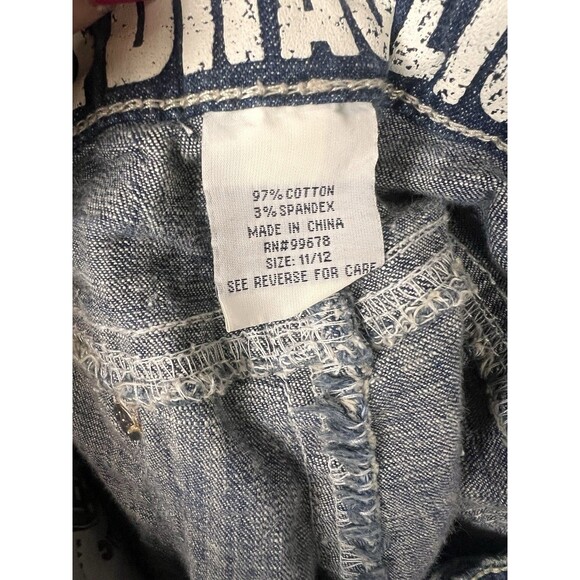 97% COTTON
3% SPANDEX
MADE IN CHINA
RN#99678
SIZE: 11/12
SEE REVERSE FOR CARE